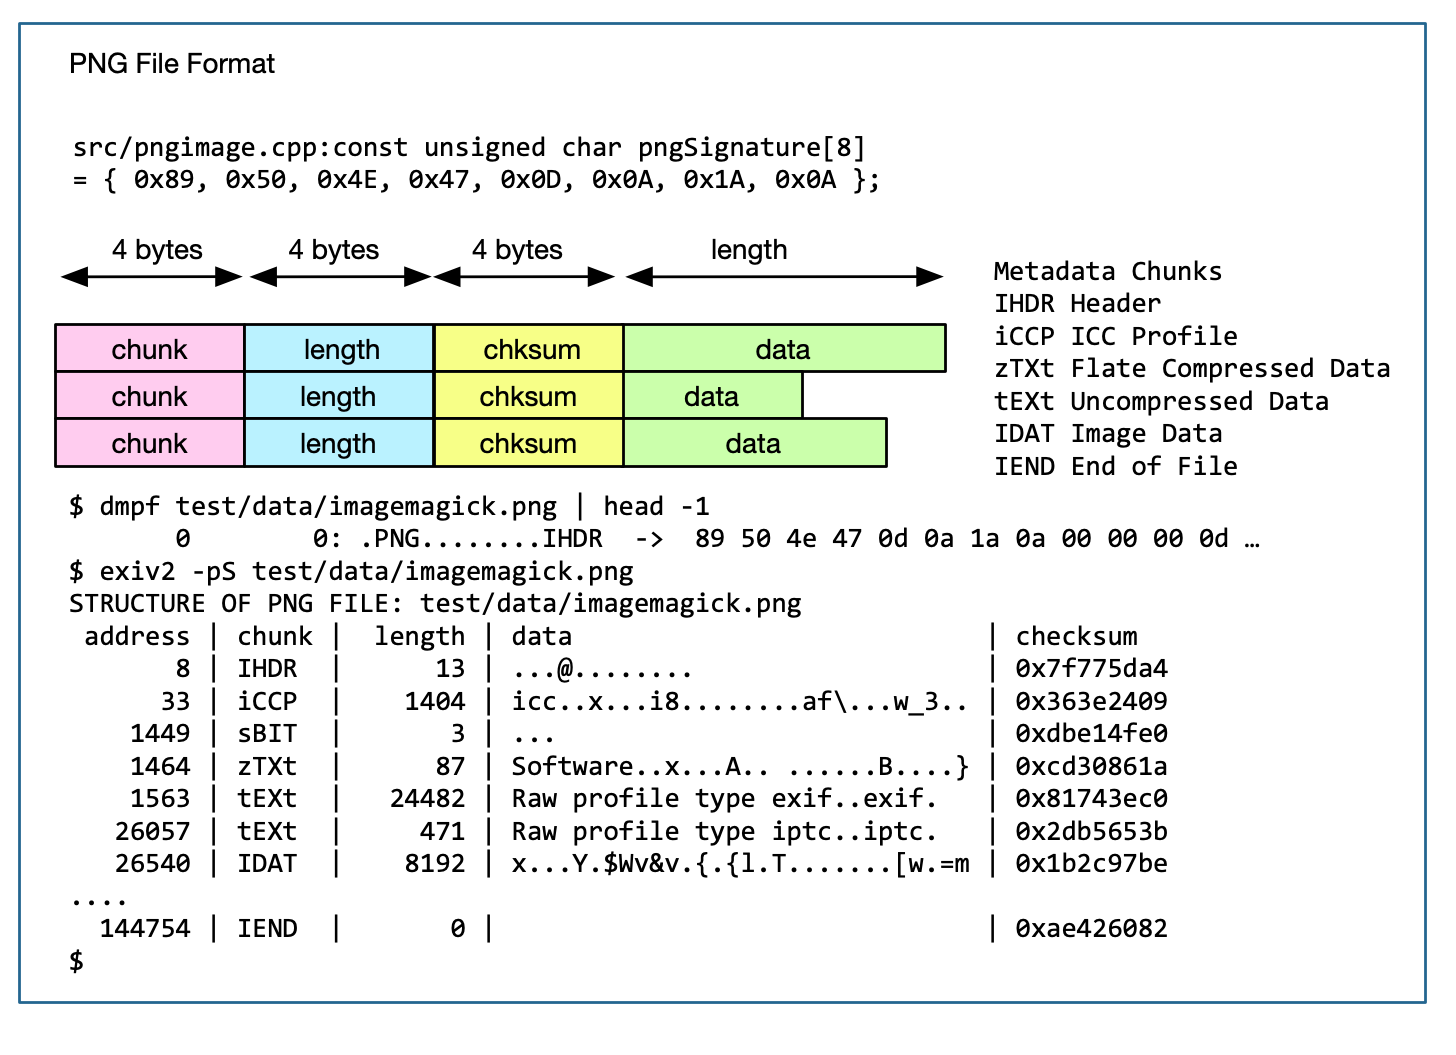 PNG File Format
src/pngimage.cpp:const unsigned char pngSignature[8]
= { 0x89, 0x50, 0x4E, 0x47, 0x0D, 0x0A, 0x1A, 0x0A };
4 bytes 4 bytes 4 bytes length
chunk length chksum data
chunk length chksum data
chunk length chksum data
Metadata Chunks
IHDR Header
iCCP ICC Profile
zTXt Flate Compressed Data
tEXt Uncompressed Data
IDAT Image Data
IEND End of File
$ dmpf test/data/imagemagick.png | head -1
       0        0: .PNG........IHDR  ->  89 50 4e 47 0d 0a 1a 0a 00 00 00 0d …
$ exiv2 -pS test/data/imagemagick.png
STRUCTURE OF PNG FILE: test/data/imagemagick.png
 address | chunk |  length | data                           | checksum
       8 | IHDR  |      13 | ...@........                   | 0x7f775da4
      33 | iCCP  |    1404 | icc..x...i8........af\...w_3.. | 0x363e2409
    1449 | sBIT  |       3 | ...                            | 0xdbe14fe0
    1464 | zTXt  |      87 | Software..x...A.. ......B....} | 0xcd30861a
    1563 | tEXt  |   24482 | Raw profile type exif..exif.   | 0x81743ec0
   26057 | tEXt  |     471 | Raw profile type iptc..iptc.   | 0x2db5653b
   26540 | IDAT  |    8192 | x...Y.$Wv&v.{.{l.T.......[w.=m | 0x1b2c97be
....
  144754 | IEND  |       0 |                                | 0xae426082
$